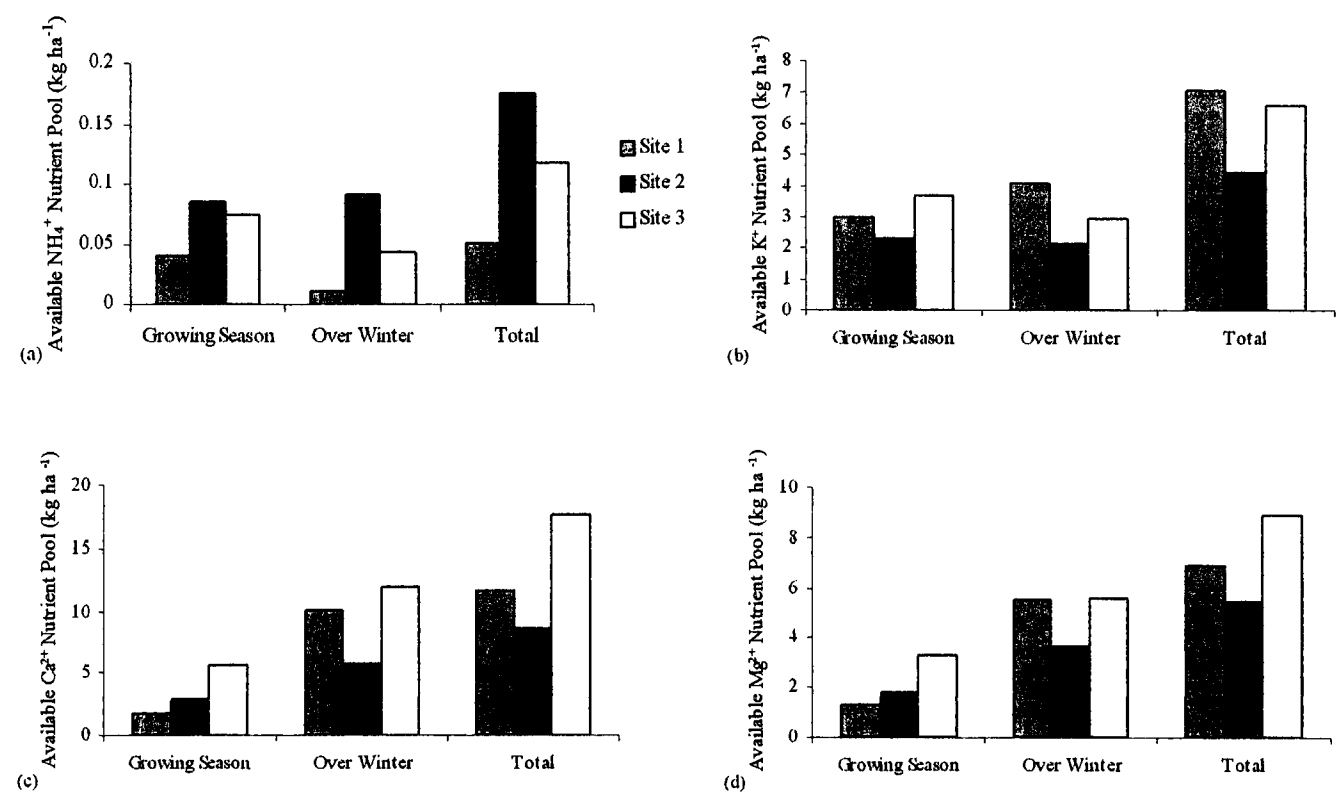 Available NH₄⁺ Nutrient Pool (kg ha⁻¹)
0.2
0.15
0.1
0.05
0
Growing Season Over Winter Total
(a)
Site 1
Site 2
Site 3
Available K⁺ Nutrient Pool (kg ha⁻¹)
8
7
6
5
4
3
2
1
0
Growing Season Over Winter Total
(b)
Available Ca²⁺ Nutrient Pool (kg ha ⁻¹)
20
15
10
5
0
Growing Season Over Winter Total
(c)
Available Mg²⁺ Nutrient Pool (kg ha ⁻¹)
10
8
6
4
2
0
Growing Season Over Winter Total
(d)